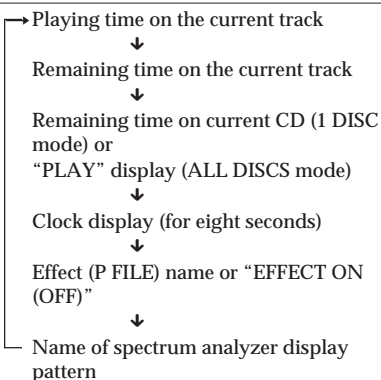 Playing time on the current track
Remaining time on the current track
Remaining time on current CD (1 DISC
mode) or
“PLAY” display (ALL DISCS mode)
Clock display (for eight seconds)
Effect (P FILE) name or “EFFECT ON
(OFF)”
Name of spectrum analyzer display
pattern